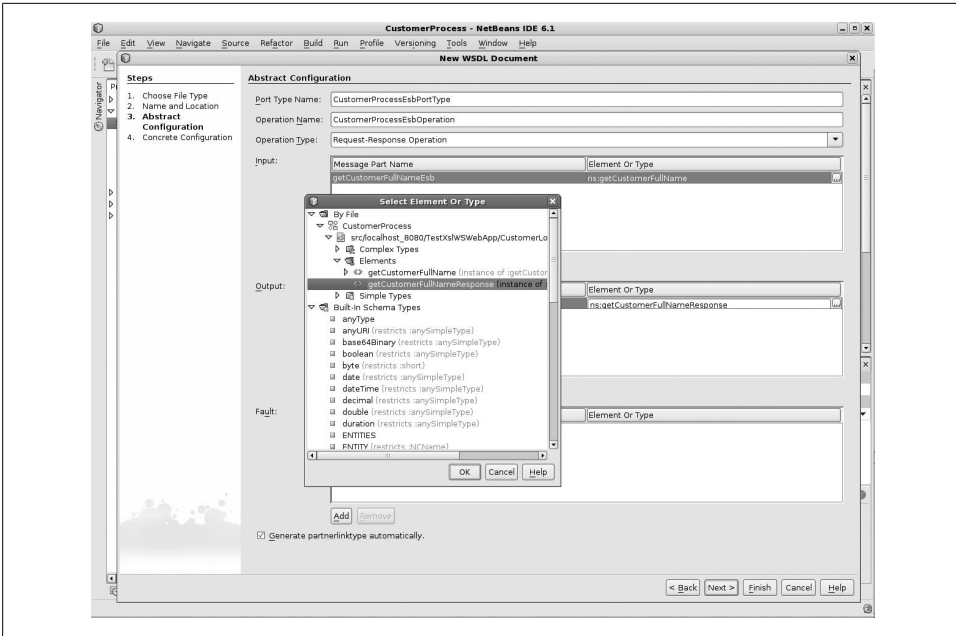 CustomerProcess - NetBeans IDE 6.1
File Edit View Navigate Source Refactor Build Run Profile Versioning Tools Window Help
New WSDL Document
Navigator
Steps
1. Choose File Type
2. Name and Location
3. Abstract Configuration
4. Concrete Configuration
Abstract Configuration
Port Type Name: CustomerProcessEsbPortType
Operation Name: CustomerProcessEsbOperation
Operation Type: Request-Response Operation
Input:
Message Part Name Element Or Type
getCustomerFullNameEsb ns:getCustomerFullName ...
Select Element Or Type
By File
CustomerProcess
src/localhost_8080/TestXslWSWebApp/CustomerLo
Complex Types
Elements
getCustomerFullName (instance of :getCustor
getCustomerFullNameResponse (instance of :
Simple Types
Built-In Schema Types
anyType
anyURI (restricts :anySimpleType)
base64Binary (restricts :anySimpleType)
boolean (restricts :anySimpleType)
byte (restricts :short)
date (restricts :anySimpleType)
dateTime (restricts :anySimpleType)
decimal (restricts :anySimpleType)
double (restricts :anySimpleType)
duration (restricts :anySimpleType)
ENTITIES
ENTITY (restricts :NCName)
OK Cancel Help
Output:
Element Or Type
ns:getCustomerFullNameResponse ...
Fault:
Element Or Type
Add Remove
Generate partnerlinktype automatically.
< Back Next > Finish Cancel Help